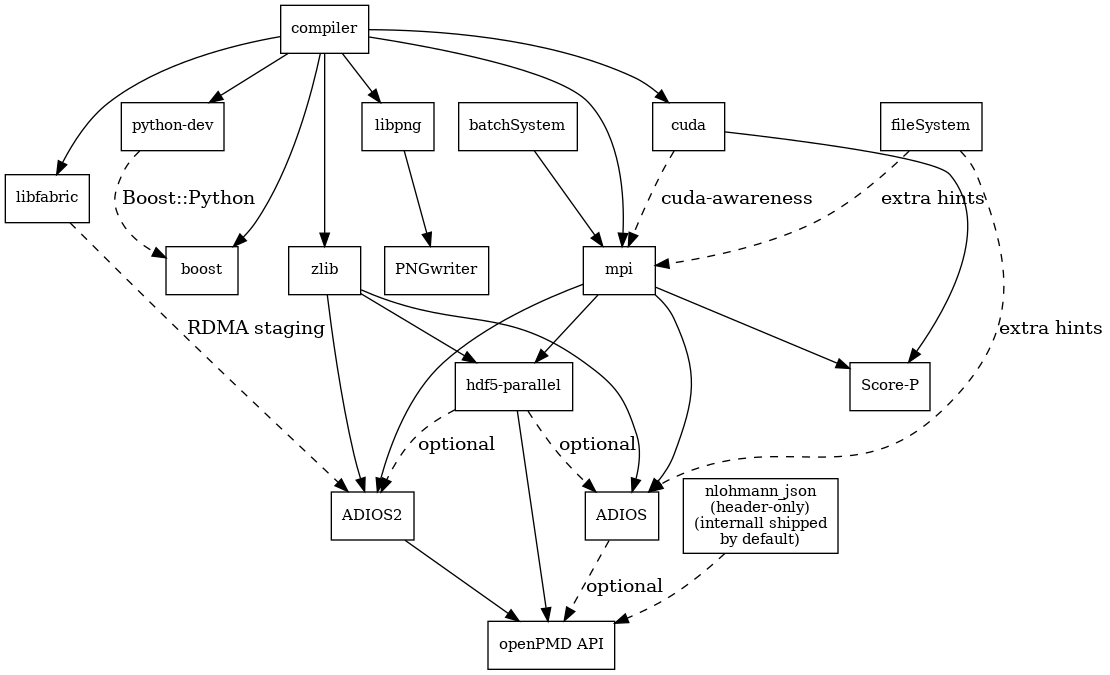 compiler
python-dev
libpng
batchSystem
cuda
fileSystem
libfabric
Boost::Python
cuda-awareness
extra hints
boost
zlib
PNGwriter
mpi
RDMA staging
extra hints
hdf5-parallel
Score-P
optional
optional
ADIOS2
ADIOS
nlohmann_json
(header-only)
(internall shipped
by default)
optional
openPMD API